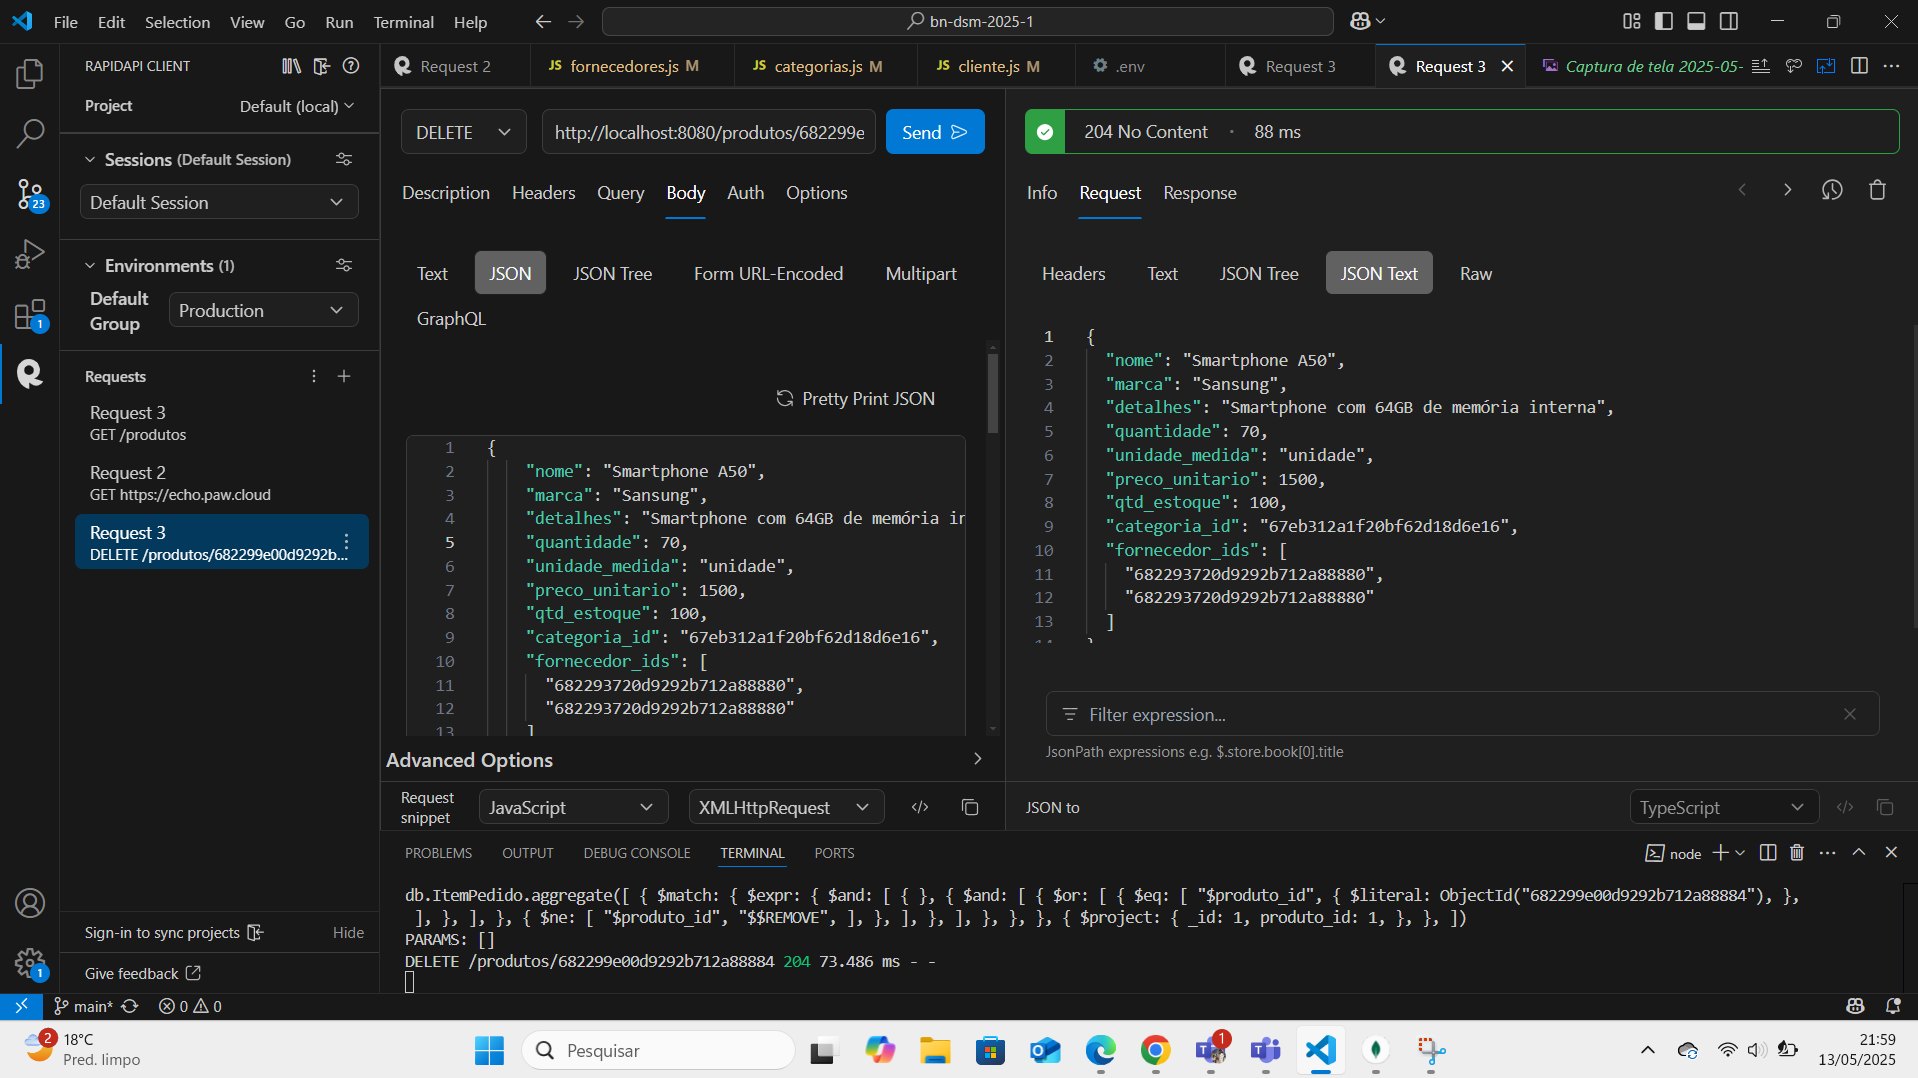 File Edit Selection View Go Run Terminal Help
bn-dsm-2025-1
RAPIDAPI CLIENT
Project Default (local)
Sessions (Default Session)
Default Session
Environments (1)
Default Group Production
Requests
Request 3
GET /produtos
Request 2
GET https://echo.paw.cloud
Request 3
DELETE /produtos/682299e00d9292b...
Sign-in to sync projects Hide
Give feedback
23
1
1
Request 2 JS fornecedores.js M JS categorias.js M JS cliente.js M .env Request 3 Request 3 Captura de tela 2025-05-
DELETE http://localhost:8080/produtos/682299e Send
Description Headers Query Body Auth Options
Text JSON JSON Tree Form URL-Encoded Multipart
GraphQL
Pretty Print JSON
1 {
2 "nome": "Smartphone A50",
3 "marca": "Sansung",
4 "detalhes": "Smartphone com 64GB de memória ir
5 "quantidade": 70,
6 "unidade_medida": "unidade",
7 "preco_unitario": 1500,
8 "qtd_estoque": 100,
9 "categoria_id": "67eb312a1f20bf62d18d6e16",
10 "fornecedor_ids": [
11 "682293720d9292b712a88880",
12 "682293720d9292b712a88880"
13 ]
Advanced Options
Request snippet JavaScript XMLHttpRequest
204 No Content · 88 ms
Info Request Response
Headers Text JSON Tree JSON Text Raw
1 {
2 "nome": "Smartphone A50",
3 "marca": "Sansung",
4 "detalhes": "Smartphone com 64GB de memória interna",
5 "quantidade": 70,
6 "unidade_medida": "unidade",
7 "preco_unitario": 1500,
8 "qtd_estoque": 100,
9 "categoria_id": "67eb312a1f20bf62d18d6e16",
10 "fornecedor_ids": [
11 "682293720d9292b712a88880",
12 "682293720d9292b712a88880"
13 ]
14 }
Filter expression...
JsonPath expressions e.g. $.store.book[0].title
JSON to TypeScript
PROBLEMS OUTPUT DEBUG CONSOLE TERMINAL PORTS
node
db.ItemPedido.aggregate([ { $match: { $expr: { $and: [ { }, { $and: [ { $or: [ { $eq: [ "$produto_id", { $literal: ObjectId("682299e00d9292b712a88884"), },
], }, ], }, { $ne: [ "$produto_id", "$$REMOVE", ], }, ], }, ], }, }, }, { $project: { _id: 1, produto_id: 1, }, }, ])
PARAMS: []
DELETE /produtos/682299e00d9292b712a88884 204 73.486 ms - -
main* 0 0
2
18°C
Pred. limpo
Pesquisar
1
21:59
13/05/2025